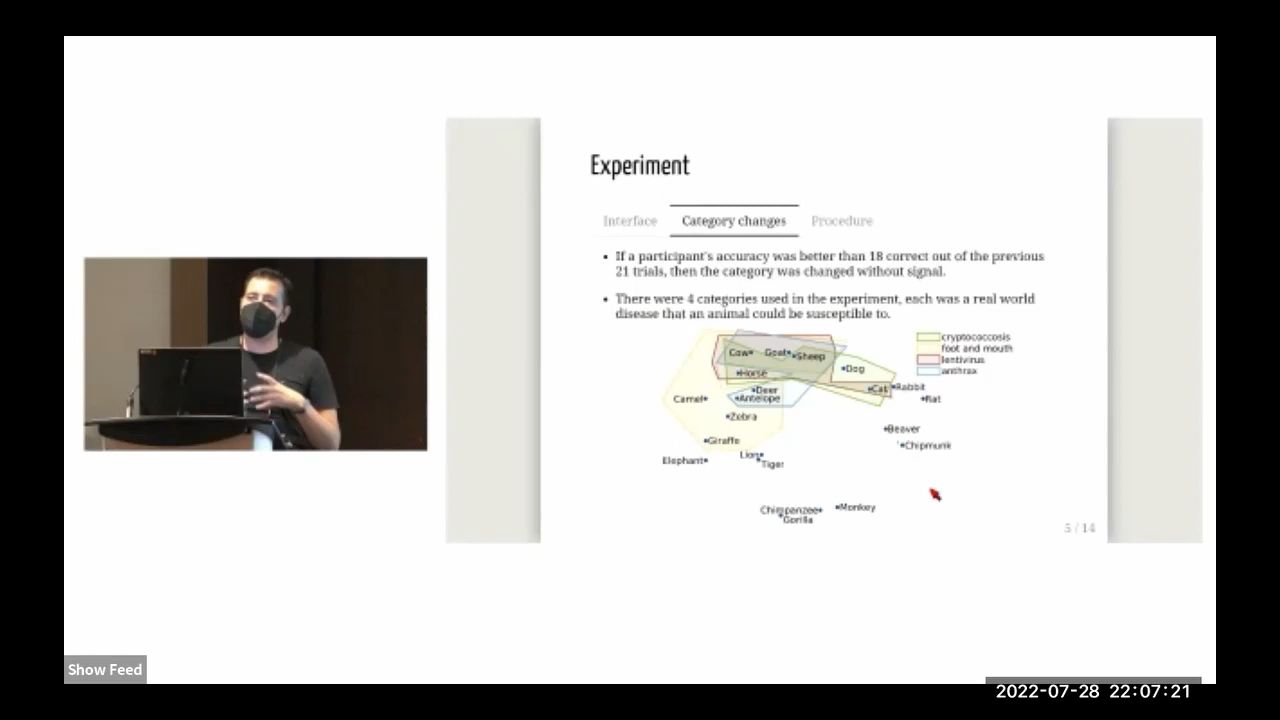 Experiment
Interface Category changes Procedure
• If a participant's accuracy was better than 18 correct out of the previous
21 trials, then the category was changed without signal.
• There were 4 categories used in the experiment, each was a real world
disease that an animal could be susceptible to.
cryptococcosis
foot and mouth
lentivirus
anthrax
Cow
Goat
Sheep
Horse
Dog
Deer
Cat
Rabbit
Camel
Antelope
Rat
Zebra
Beaver
Giraffe
Chipmunk
Elephant
Lion
Tiger
Chimpanzee
Monkey
Gorilla
5 / 14
Show Feed
2022-07-28 22:07:21